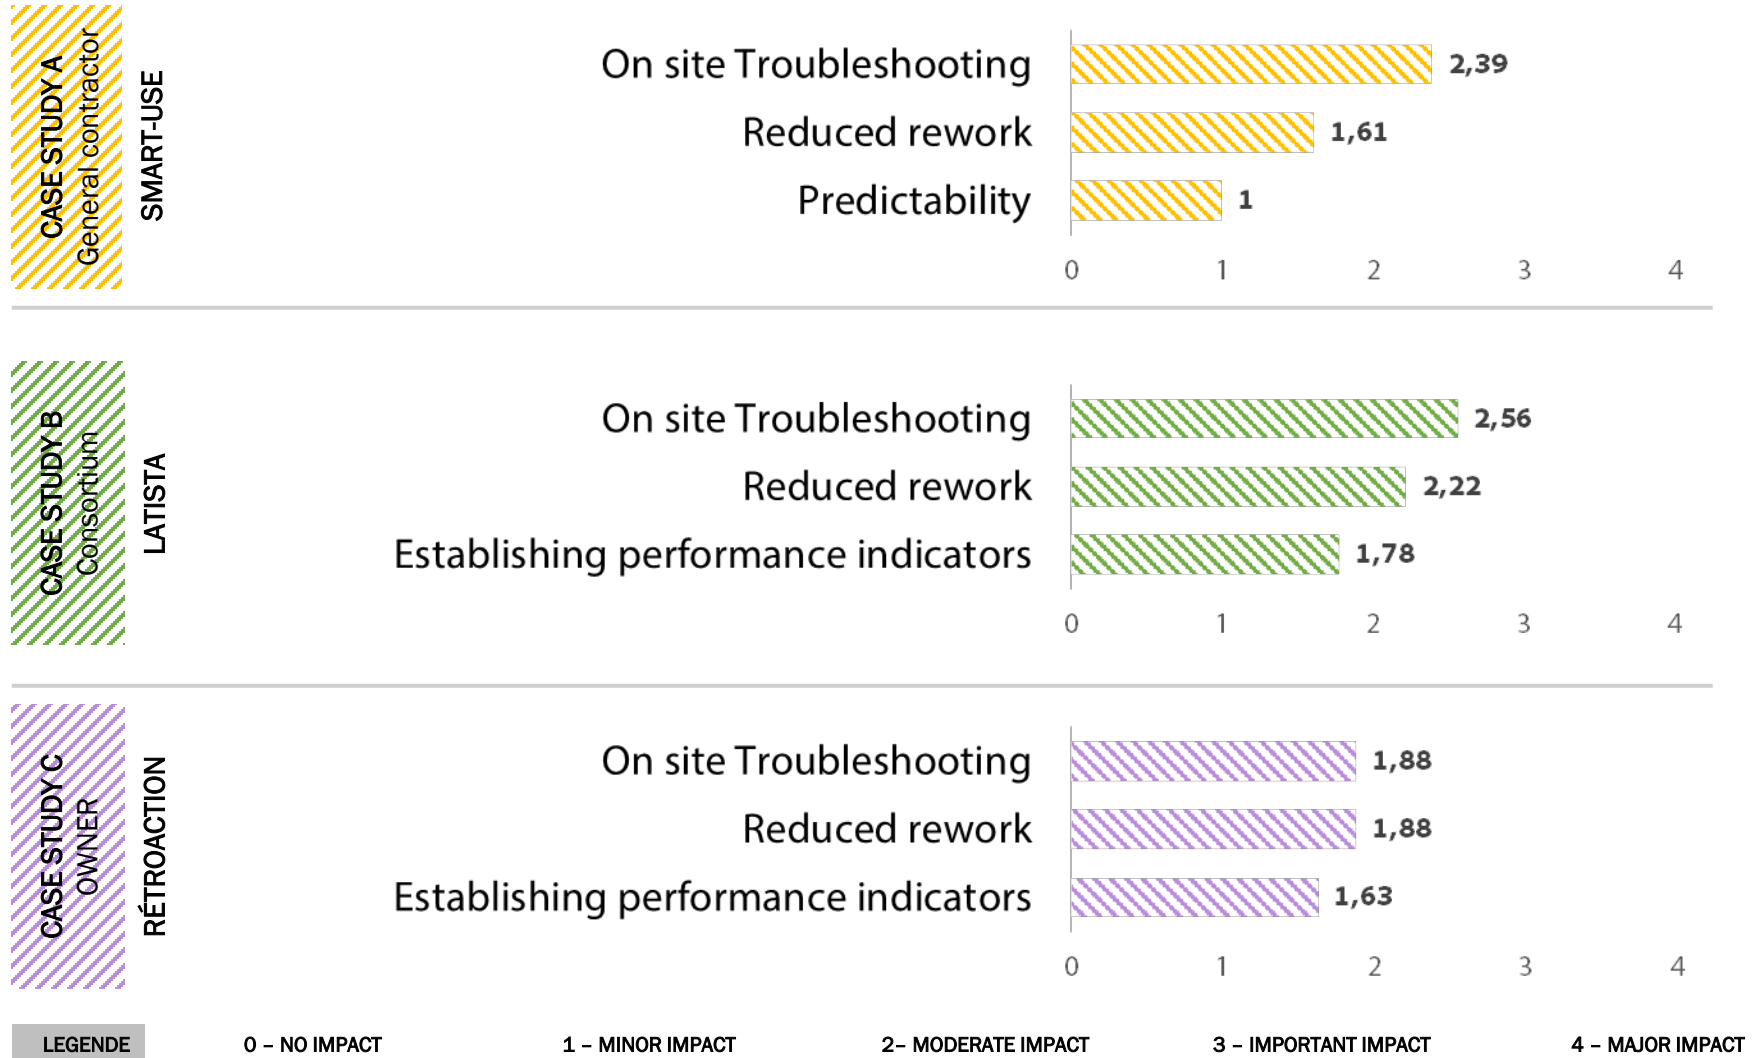 CASE STUDY A
General contractor
SMART-USE
On site Troubleshooting 2,39
Reduced rework 1,61
Predictability 1
0 1 2 3 4
CASE STUDY B
Consortium
LATISTA
On site Troubleshooting 2,56
Reduced rework 2,22
Establishing performance indicators 1,78
0 1 2 3 4
CASE STUDY C
OWNER
RÉTROACTION
On site Troubleshooting 1,88
Reduced rework 1,88
Establishing performance indicators 1,63
0 1 2 3 4
LEGENDE 0 – NO IMPACT 1 – MINOR IMPACT 2– MODERATE IMPACT 3 – IMPORTANT IMPACT 4 – MAJOR IMPACT